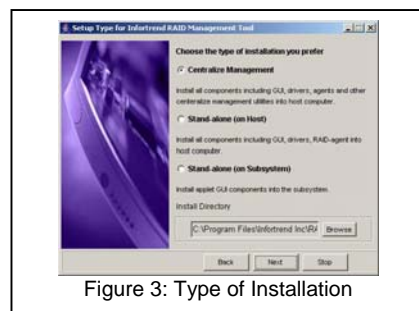 Setup Type for Infortrend RAID Management Tool
Choose the type of installation you prefer
Centralize Management
Install all components including GUI, drivers, agents and other
centeralize management utilities into host computer.
Stand-alone (on Host)
Install all components including GUI, drivers, RAID-agent into
host computer.
Stand-alone (on Subsystem)
Install applet GUI components into the subsystem.
Install Directory
C:\Program Files\Infortrend Inc\RA
Browse
Back Next Stop
Figure 3: Type of Installation